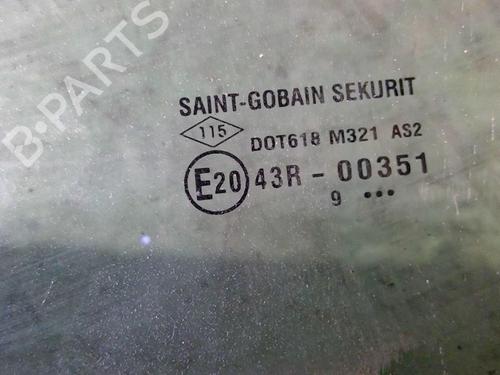 B-PARTS
SAINT-GOBAIN SEKURIT
115 DOT618 M321 AS2
E20 43R - 00351
9 •••